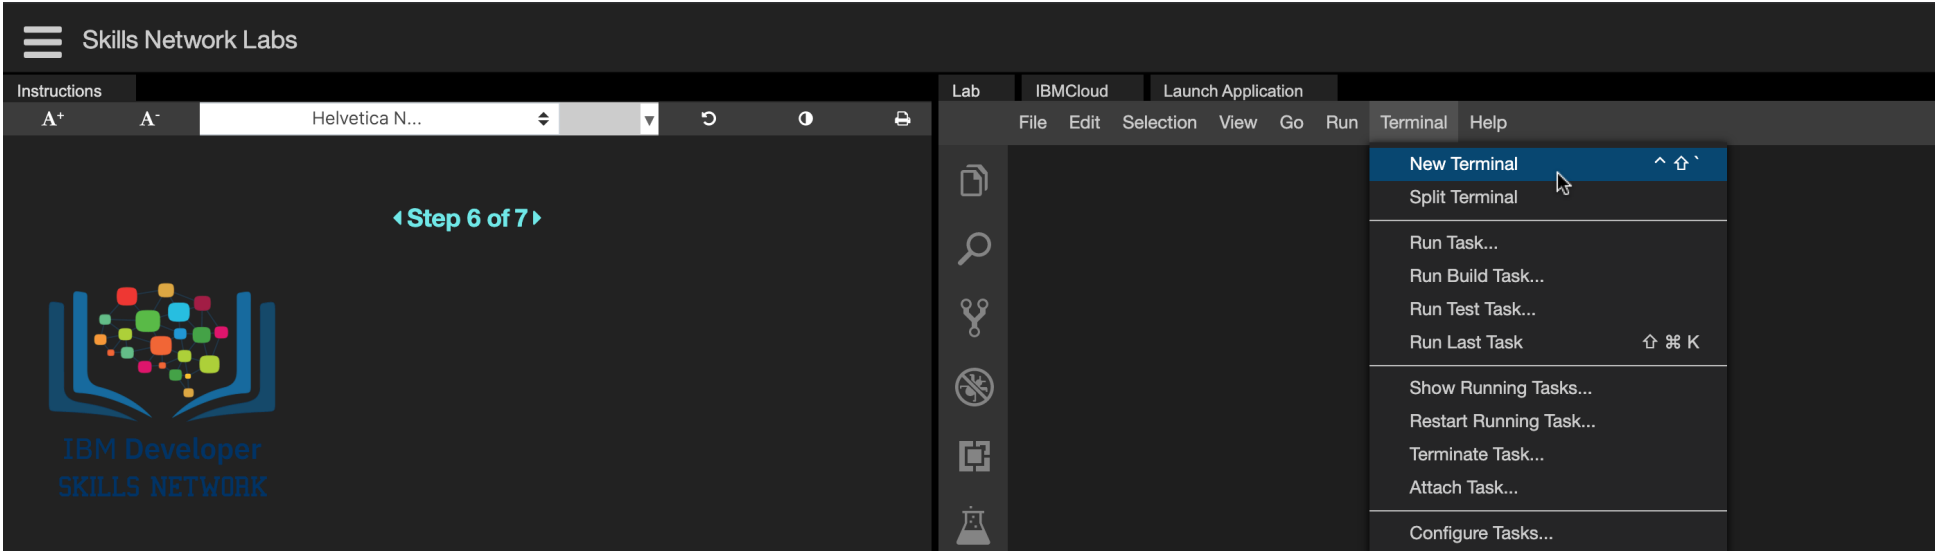 Skills Network Labs
Instructions
A+ A- Helvetica N...
Step 6 of 7
IBM Developer
SKILLS NETWORK
Lab IBMCloud Launch Application
File Edit Selection View Go Run Terminal Help
New Terminal ^ ⇧ `
Split Terminal
Run Task...
Run Build Task...
Run Test Task...
Run Last Task ⇧ ⌘ K
Show Running Tasks...
Restart Running Task...
Terminate Task...
Attach Task...
Configure Tasks...